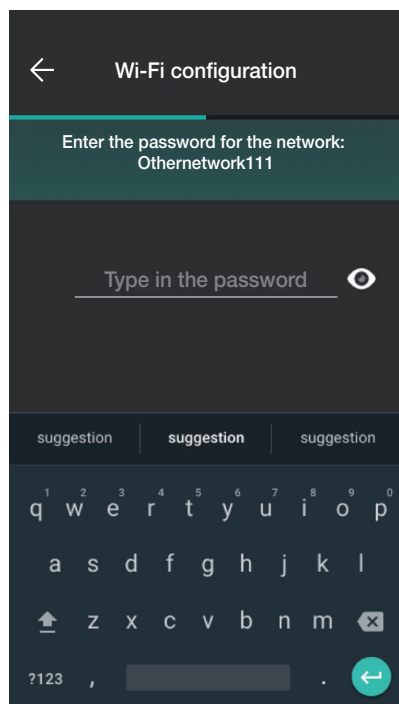 Wi-Fi configuration
Enter the password for the network:
Othernetwork111
Type in the password
suggestion suggestion suggestion
1 2 3 4 5 6 7 8 9 0
q w e r t y u i o p
a s d f g h j k l
z x c v b n m
?123 , .